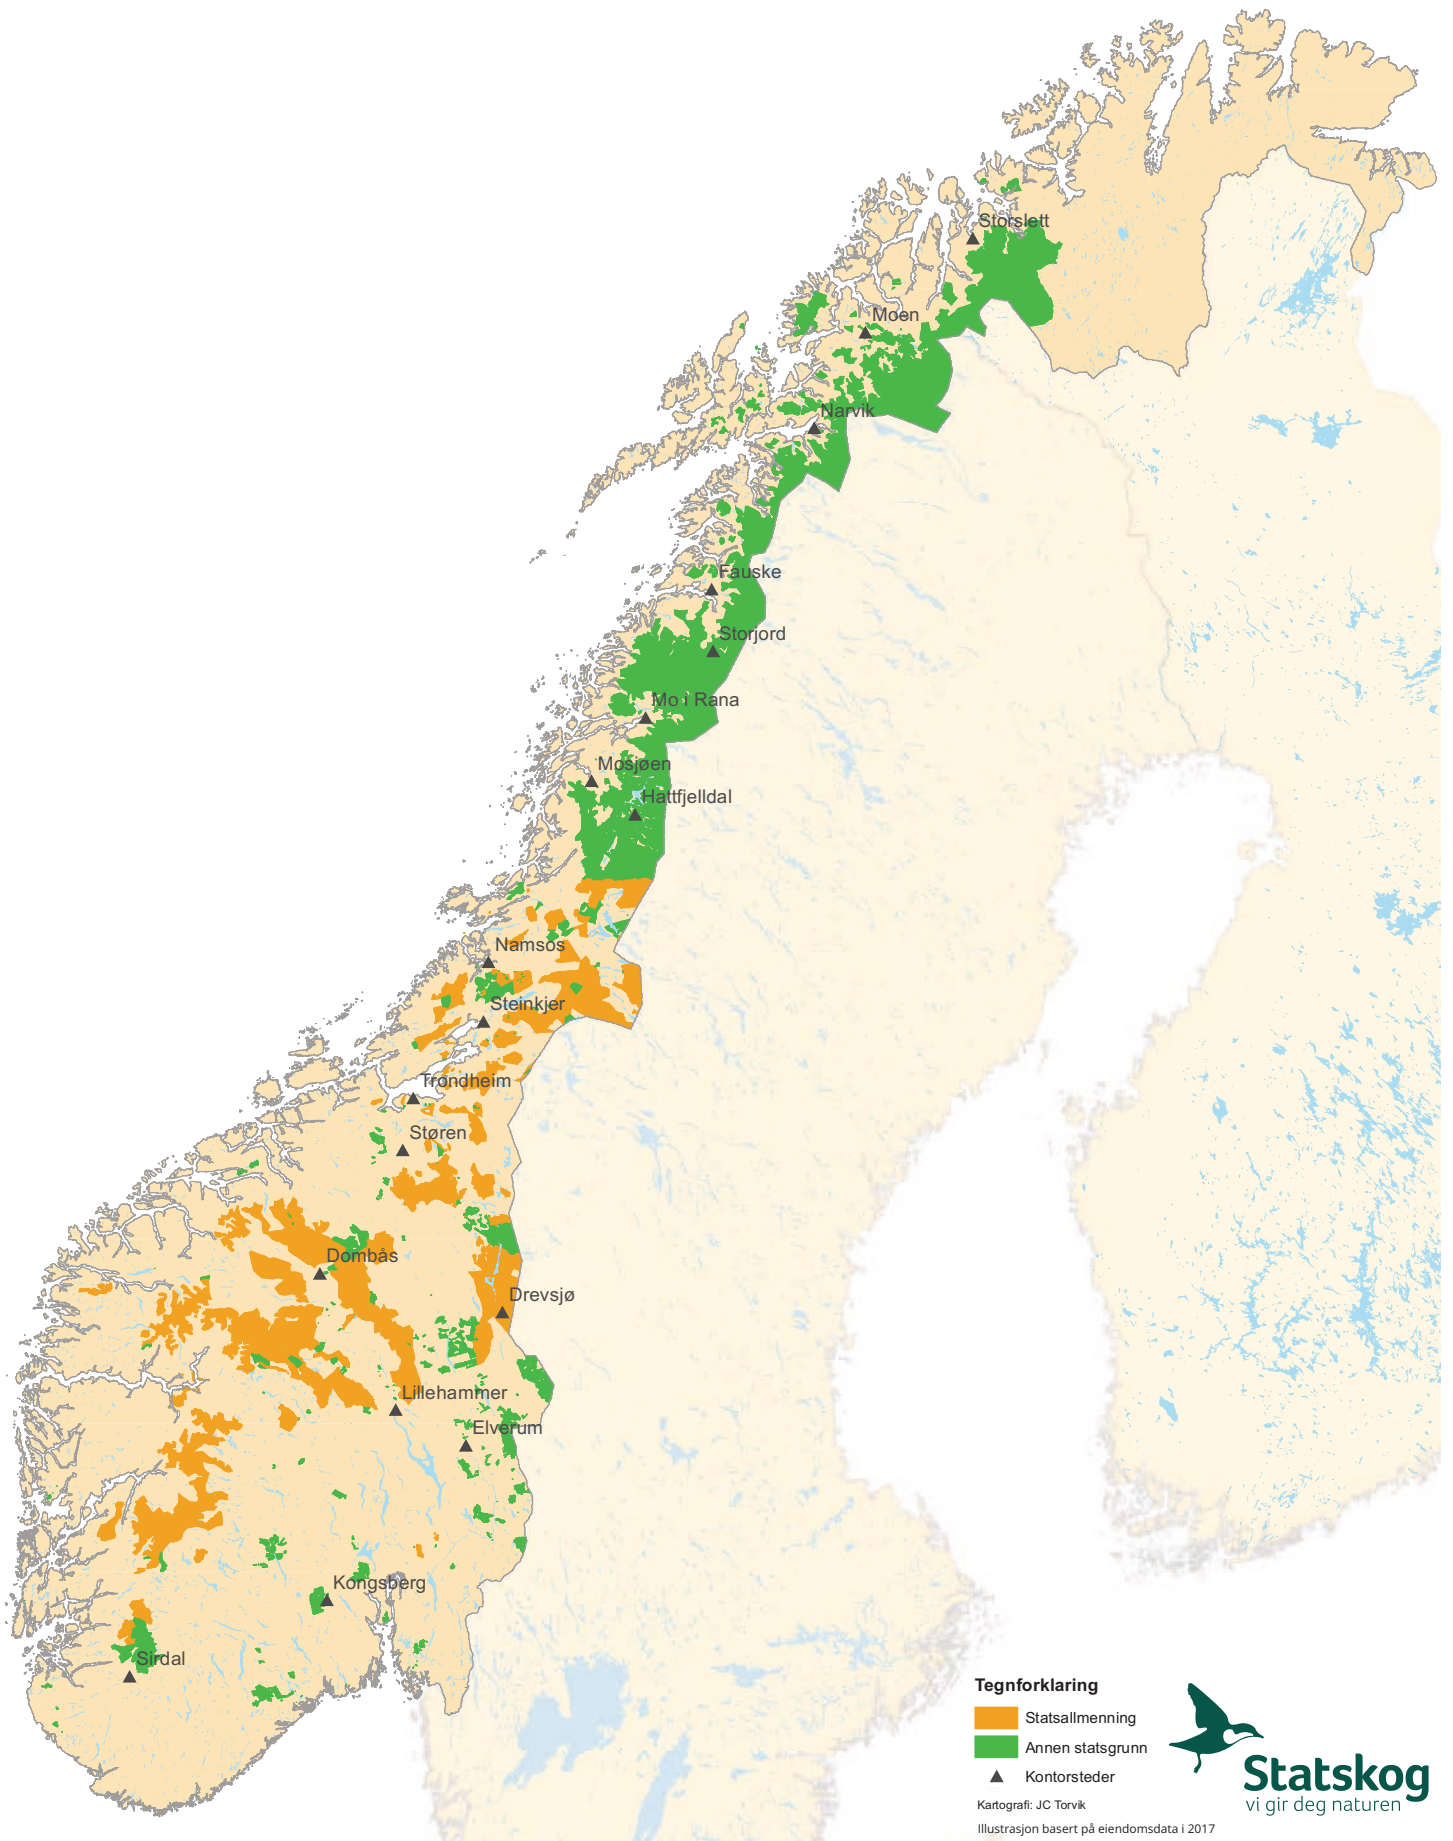 Storslett
Moen
Narvik
Fauske
Storjord
Mo i Rana
Mosjøen
Hattfjelldal
Namsos
Steinkjer
Trondheim
Støren
Dombås
Drevsjø
Lillehammer
Elverum
Kongsberg
Sirdal
Tegnforklaring
Statsallmenning
Annen statsgrunn
Kontorsteder
Kartografi: JC Torvik
Illustrasjon basert på eiendomsdata i 2017
Statskog
vi gir deg naturen